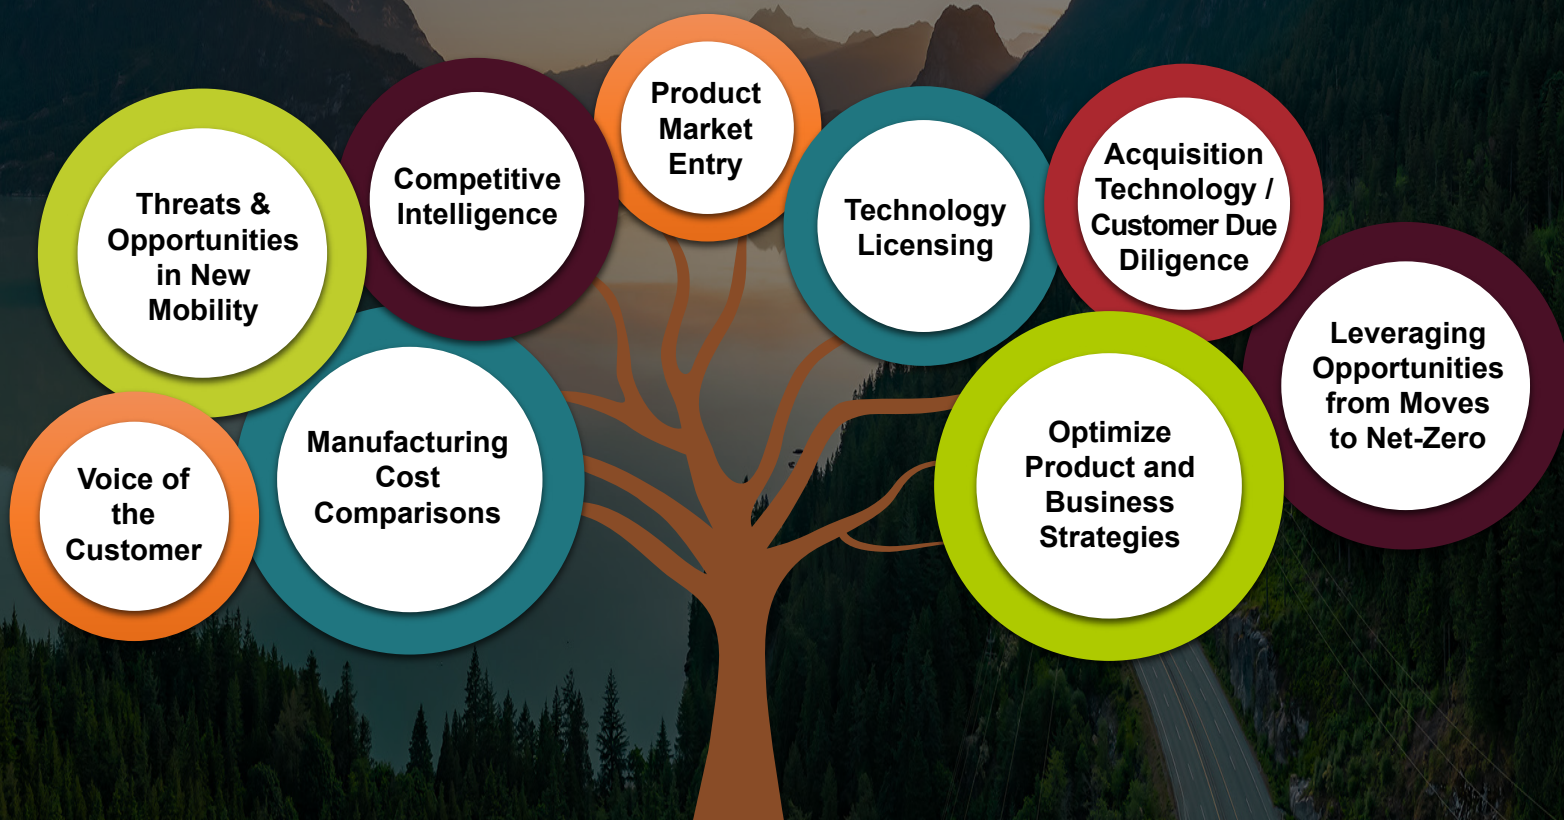 Product
Market
Entry
Competitive
Intelligence
Threats &
Opportunities
in New
Mobility
Technology
Licensing
Acquisition
Technology /
Customer Due
Diligence
Leveraging
Opportunities
from Moves
to Net-Zero
Voice of
the
Customer
Manufacturing
Cost
Comparisons
Optimize
Product and
Business
Strategies